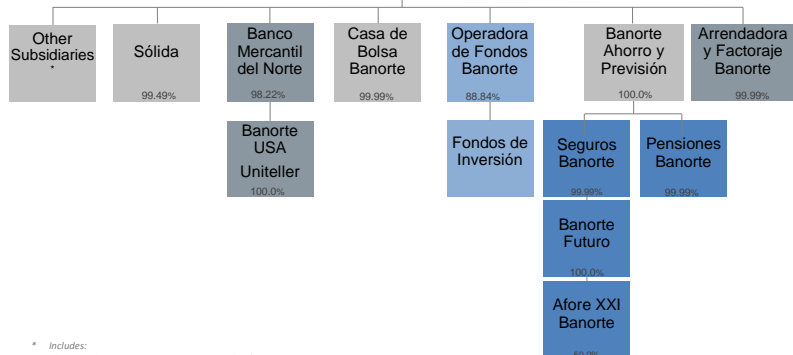 Other
Subsidiaries
*
Sólida
99.49%
Banco
Mercantil
del Norte
98.22%
Casa de
Bolsa
Banorte
99.99%
Operadora
de Fondos
Banorte
88.84%
Banorte
Ahorro y
Previsión
100.0%
Arrendadora
y Factoraje
Banorte
99.99%
Banorte
USA
Uniteller
100.0%
Fondos de
Inversión
Seguros
Banorte
99.99%
Pensiones
Banorte
99.99%
Banorte
Futuro
100.0%
Afore XXI
Banorte
50.0%
* Includes: